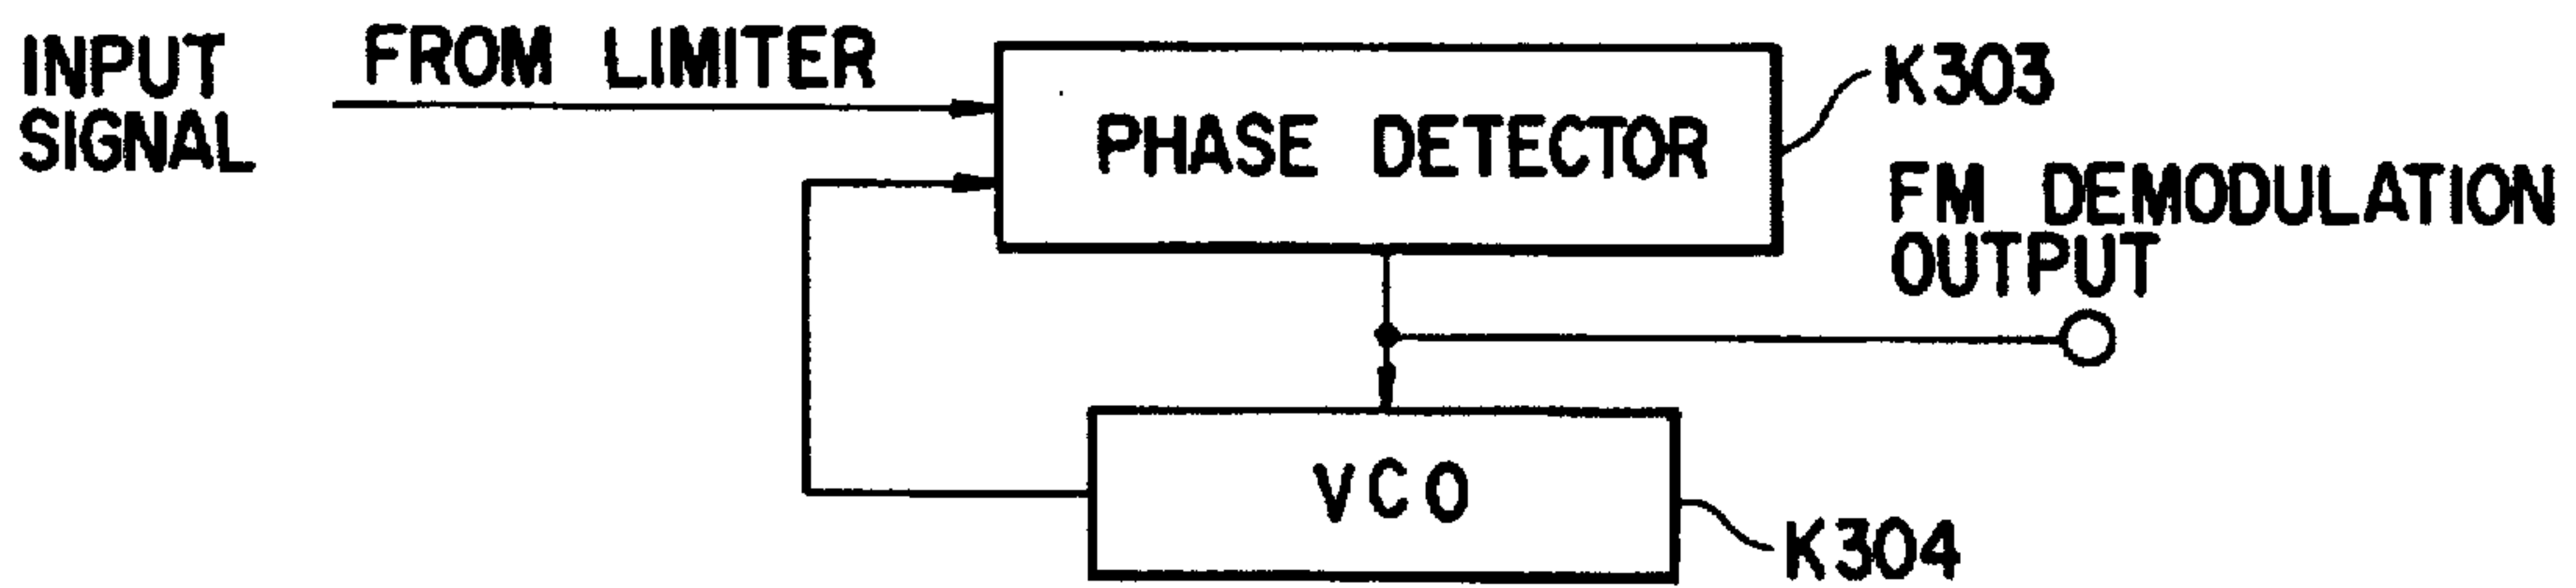 INPUT
SIGNAL
FROM LIMITER
PHASE DETECTOR
K303
FM DEMODULATION
OUTPUT
VCO
K304